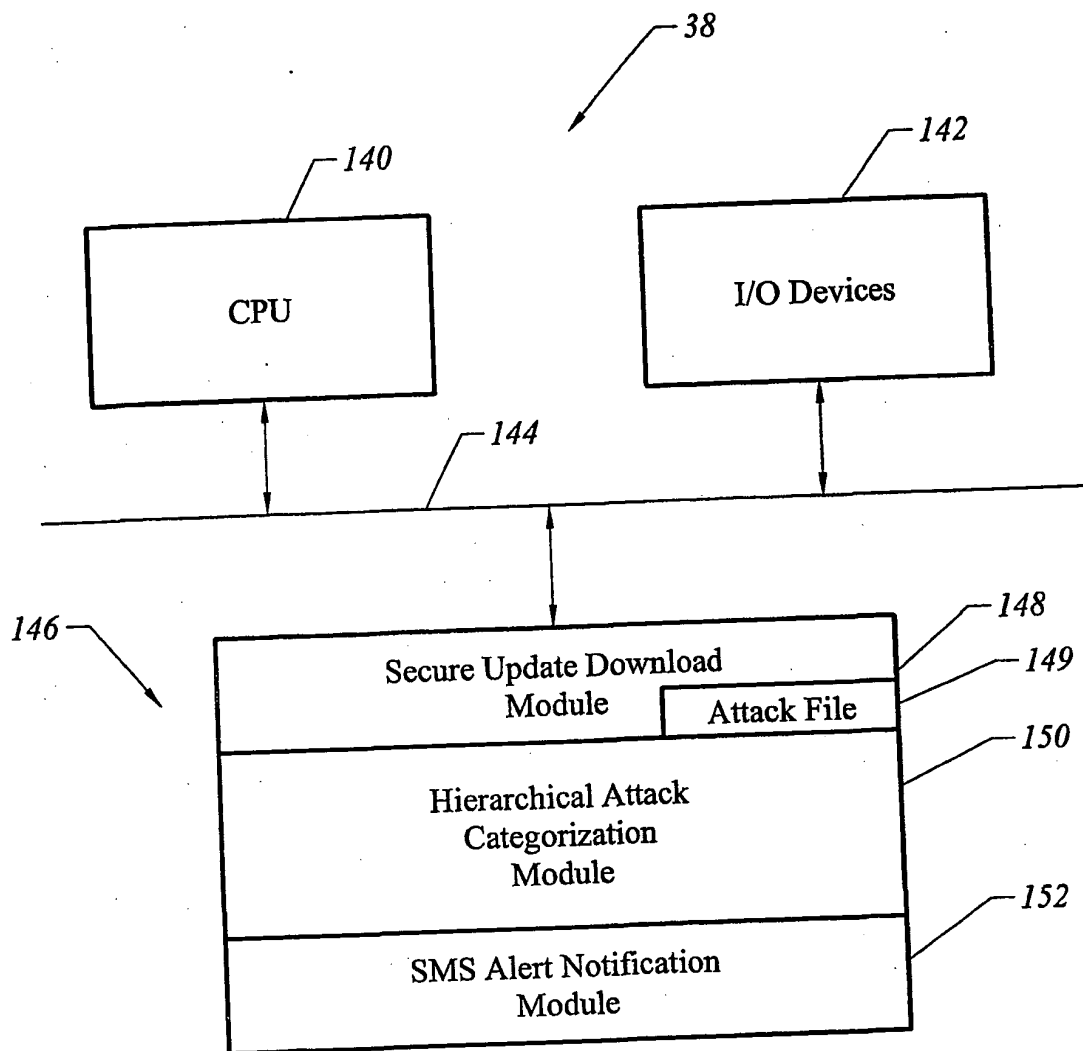 38
140
142
CPU
I/O Devices
144
146
148
Secure Update Download
Module
149
Attack File
150
Hierarchical Attack
Categorization
Module
152
SMS Alert Notification
Module